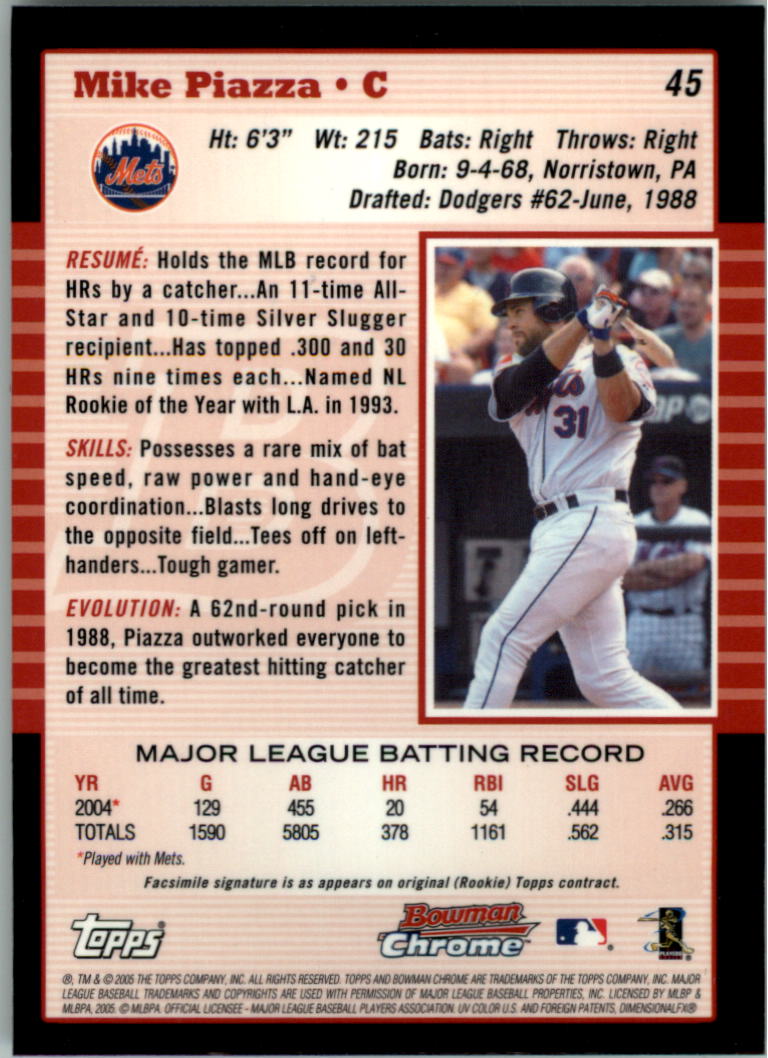 Mike Piazza • C
45
Mets
Ht: 6'3" Wt: 215 Bats: Right Throws: Right
Born: 9-4-68, Norristown, PA
Drafted: Dodgers #62-June, 1988
RESUMÉ: Holds the MLB record for
HRs by a catcher...An 11-time All-
Star and 10-time Silver Slugger
recipient...Has topped .300 and 30
HRs nine times each...Named NL
Rookie of the Year with L.A. in 1993.
SKILLS: Possesses a rare mix of bat
speed, raw power and hand-eye
coordination...Blasts long drives to
the opposite field...Tees off on left-
handers...Tough gamer.
EVOLUTION: A 62nd-round pick in
1988, Piazza outworked everyone to
become the greatest hitting catcher
of all time.
31
MAJOR LEAGUE BATTING RECORD
YR G AB HR RBI SLG AVG
2004* 129 455 20 54 .444 .266
TOTALS 1590 5805 378 1161 .562 .315
*Played with Mets.
Facsimile signature is as appears on original (Rookie) Topps contract.
topps®
Bowman
Chrome™
®, TM & © 2005 THE TOPPS COMPANY, INC. ALL RIGHTS RESERVED. TOPPS AND BOWMAN CHROME ARE TRADEMARKS OF THE TOPPS COMPANY, INC. MAJOR
LEAGUE BASEBALL TRADEMARKS AND COPYRIGHTS ARE USED WITH PERMISSION OF MAJOR LEAGUE BASEBALL PROPERTIES, INC. LICENSED BY MLBP &
MLBPA, 2005. © MLBPA. OFFICIAL LICENSEE - MAJOR LEAGUE BASEBALL PLAYERS ASSOCIATION. UV COLOR U.S. AND FOREIGN PATENTS, DIMENSIONALFX®